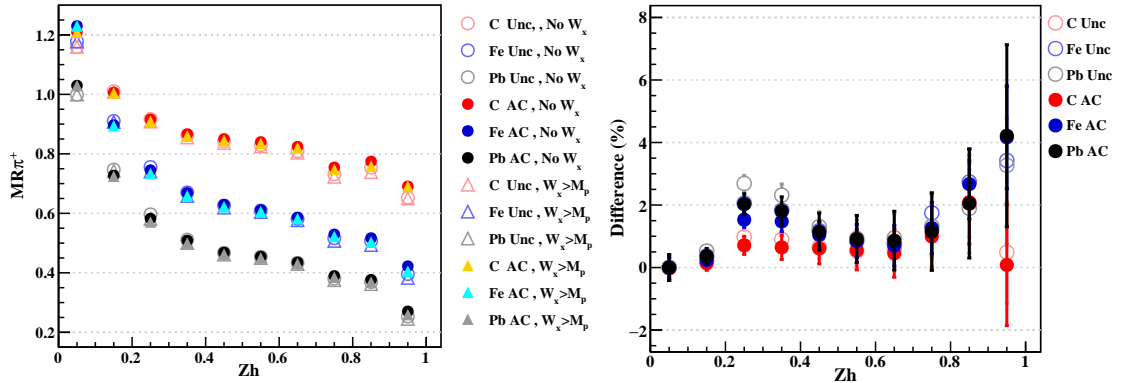 MRπ+
1.2
1.0
0.8
0.6
0.4
0.2
0 0.2 0.4 0.6 0.8 1
Zh
C Unc, , No Wx
Fe Unc , No Wx
Pb Unc , No Wx
C AC , No Wx
Fe AC , No Wx
Pb AC , No Wx
C Unc , Wx>Mp
Fe Unc , Wx>Mp
Pb Unc , Wx>Mp
C AC , Wx>Mp
Fe AC , Wx>Mp
Pb AC , Wx>Mp
Difference (%)
8
6
4
2
0
−2
0 0.2 0.4 0.6 0.8 1
Zh
C Unc
Fe Unc
Pb Unc
C AC
Fe AC
Pb AC